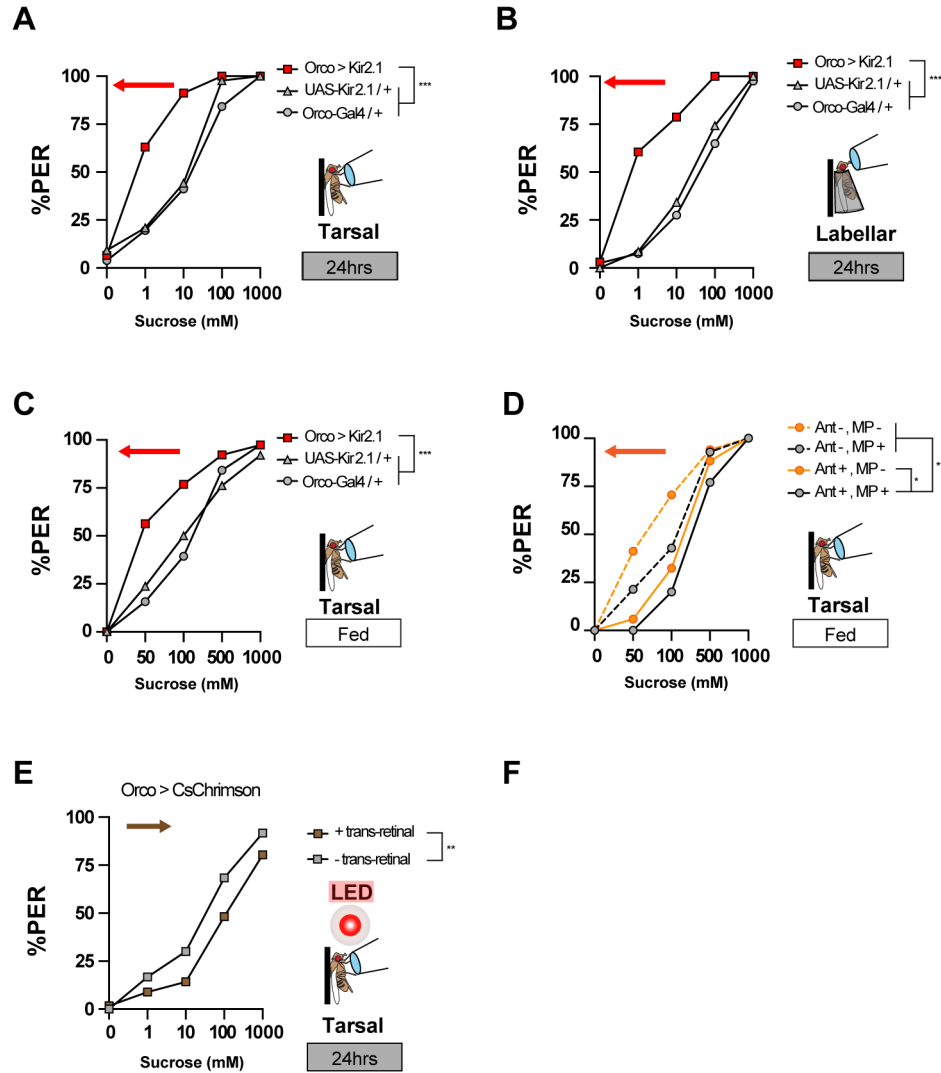 A
Orco > Kir2.1
UAS-Kir2.1 / +
Orco-Gal4 / +
***
100
75
50
25
0
%PER
0 1 10 100 1000
Sucrose (mM)
Tarsal
24hrs
B
Orco > Kir2.1
UAS-Kir2.1 / +
Orco-Gal4 / +
***
100
75
50
25
0
%PER
0 1 10 100 1000
Sucrose (mM)
Labellar
24hrs
C
Orco > Kir2.1
UAS-Kir2.1 / +
Orco-Gal4 / +
***
100
75
50
25
0
%PER
0 50 100 500 1000
Sucrose (mM)
Tarsal
Fed
D
Ant - , MP -
Ant - , MP +
Ant + , MP -
Ant + , MP +
*
*
100
75
50
25
0
%PER
0 50 100 500 1000
Sucrose (mM)
Tarsal
Fed
E
Orco > CsChrimson
+ trans-retinal
- trans-retinal
**
100
75
50
25
0
%PER
0 1 10 100 1000
Sucrose (mM)
LED
Tarsal
24hrs
F